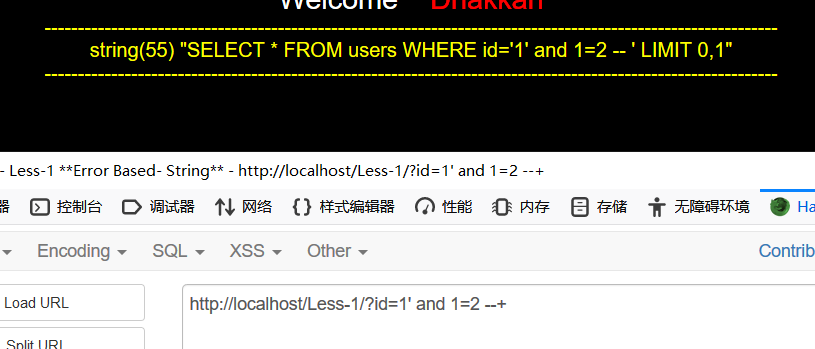 Welcome Dhakkan
string(55) "SELECT * FROM users WHERE id='1' and 1=2 -- ' LIMIT 0,1"
- Less-1 **Error Based- String** - http://localhost/Less-1/?id=1' and 1=2 --+
器 控制台 调试器 网络 {} 样式编辑器 性能 内存 存储 无障碍环境 Ha
Encoding SQL XSS Other Contrib
Load URL http://localhost/Less-1/?id=1' and 1=2 --+
Split URL